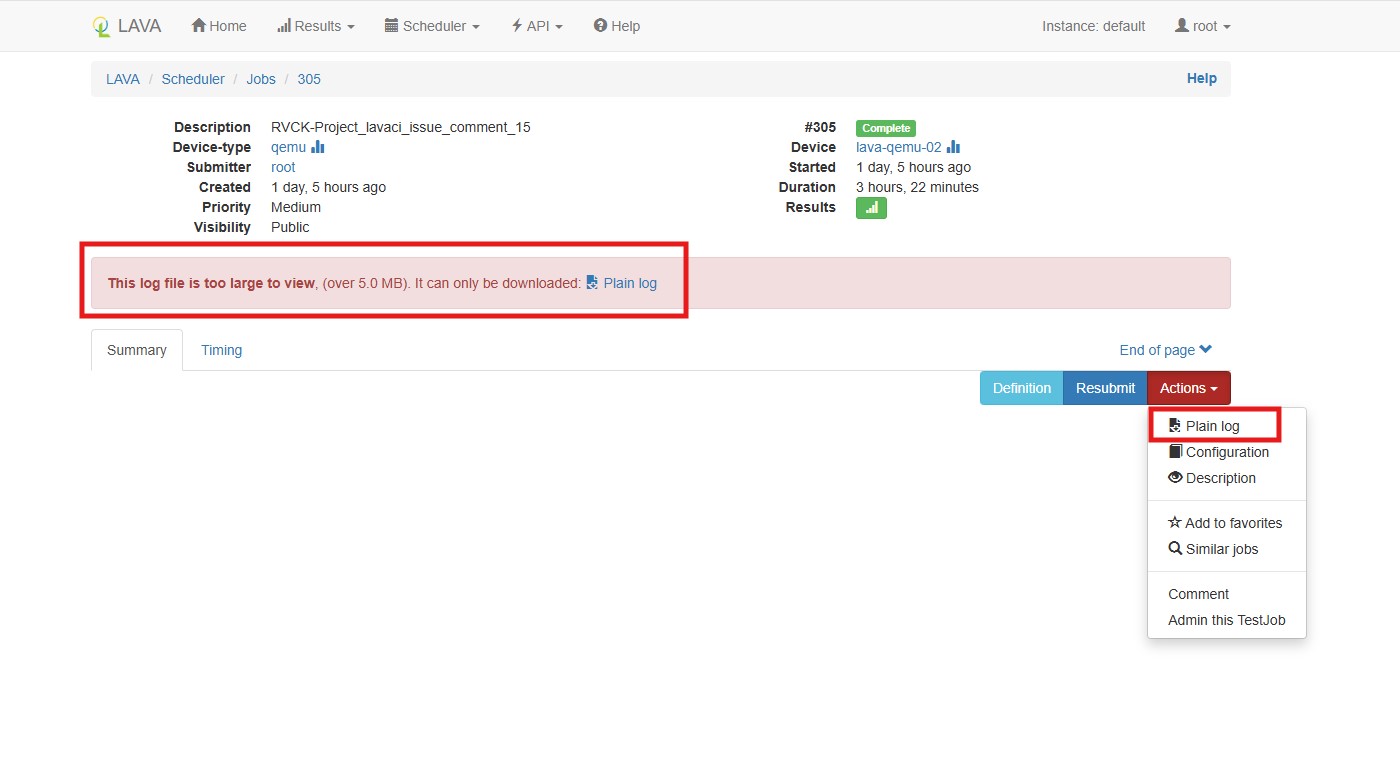 LAVA Home Results Scheduler API Help Instance: default root
LAVA / Scheduler / Jobs / 305 Help
Description RVCK-Project_lavaci_issue_comment_15
Device-type qemu
Submitter root
Created 1 day, 5 hours ago
Priority Medium
Visibility Public
#305 Complete
Device lava-qemu-02
Started 1 day, 5 hours ago
Duration 3 hours, 22 minutes
Results
This log file is too large to view, (over 5.0 MB). It can only be downloaded: Plain log
Summary Timing End of page
Definition Resubmit Actions
Plain log
Configuration
Description
Add to favorites
Similar jobs
Comment
Admin this TestJob